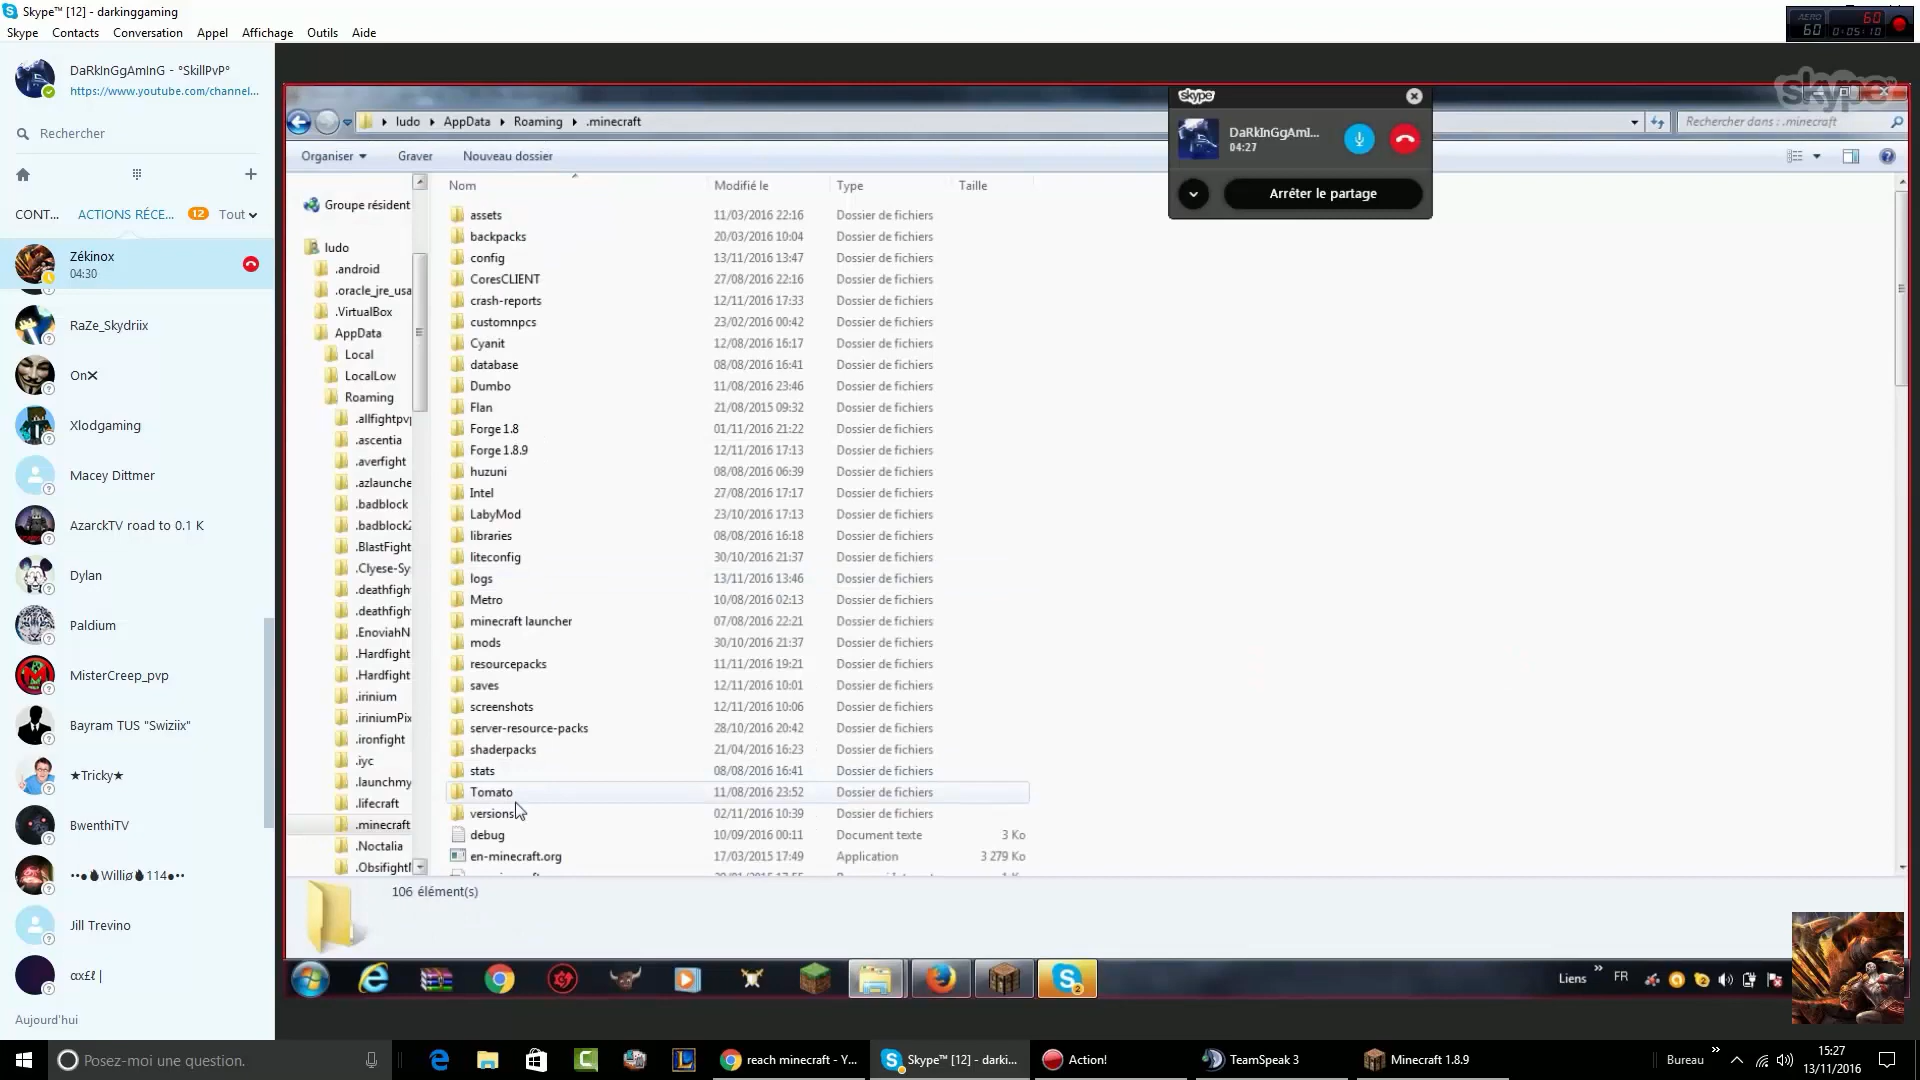 Skype™ [12] - darkinggaming
Skype Contacts Conversation Appel Affichage Outils Aide
AERO 60 60 0:05:10
DaRkInGgAmInG - °SkillPvP°
https://www.youtube.com/channel...
Rechercher
CONT... ACTIONS RÉCE... 12 Tout
Zékinox
04:30
RaZe_Skydriix
On✕
Xlodgaming
Macey Dittmer
AzarckTV road to 0.1 K
Dylan
Paldium
MisterCreep_pvp
Bayram TUS "Swiziix"
★Tricky★
BwenthiTV
••●🔥Williø🔥114●••
Jill Trevino
αx£ℓ |
Aujourd'hui
skype
ludo AppData Roaming .minecraft
Rechercher dans : .minecraft
Organiser Graver Nouveau dossier
skype
DaRkInGgAmI...
04:27
Arrêter le partage
Groupe résident
ludo
.android
.oracle_jre_usa
.VirtualBox
AppData
Local
LocalLow
Roaming
.allfightpvp
.ascentia
.averfight
.azlaunche
.badblock
.badblock2
.BlastFight
.Clyese-Sy
.deathfigh
.deathfigh
.EnoviahN
.Hardfight
.Hardfight
.irinium
.iriniumPix
.ironfight
.iyc
.launchmy
.lifecraft
.minecraft
.Noctalia
.Obsifight
Nom Modifié le Type Taille
assets 11/03/2016 22:16 Dossier de fichiers
backpacks 20/03/2016 10:04 Dossier de fichiers
config 13/11/2016 13:47 Dossier de fichiers
CoresCLIENT 27/08/2016 22:16 Dossier de fichiers
crash-reports 12/11/2016 17:33 Dossier de fichiers
customnpcs 23/02/2016 00:42 Dossier de fichiers
Cyanit 12/08/2016 16:17 Dossier de fichiers
database 08/08/2016 16:41 Dossier de fichiers
Dumbo 11/08/2016 23:46 Dossier de fichiers
Flan 21/08/2015 09:32 Dossier de fichiers
Forge 1.8 01/11/2016 21:22 Dossier de fichiers
Forge 1.8.9 12/11/2016 17:13 Dossier de fichiers
huzuni 08/08/2016 06:39 Dossier de fichiers
Intel 27/08/2016 17:17 Dossier de fichiers
LabyMod 23/10/2016 17:13 Dossier de fichiers
libraries 08/08/2016 16:18 Dossier de fichiers
liteconfig 30/10/2016 21:37 Dossier de fichiers
logs 13/11/2016 13:46 Dossier de fichiers
Metro 10/08/2016 02:13 Dossier de fichiers
minecraft launcher 07/08/2016 22:21 Dossier de fichiers
mods 30/10/2016 21:37 Dossier de fichiers
resourcepacks 11/11/2016 19:21 Dossier de fichiers
saves 12/11/2016 10:01 Dossier de fichiers
screenshots 12/11/2016 10:06 Dossier de fichiers
server-resource-packs 28/10/2016 20:42 Dossier de fichiers
shaderpacks 21/04/2016 16:23 Dossier de fichiers
stats 08/08/2016 16:41 Dossier de fichiers
Tomato 11/08/2016 23:52 Dossier de fichiers
versions 02/11/2016 10:39 Dossier de fichiers
debug 10/09/2016 00:11 Document texte 3 Ko
en-minecraft.org 17/03/2015 17:49 Application 3 279 Ko
106 élément(s)
Liens FR
Posez-moi une question.
reach minecraft - Y...
Skype™ [12] - darki...
Action!
TeamSpeak 3
Minecraft 1.8.9
Bureau
15:27
13/11/2016